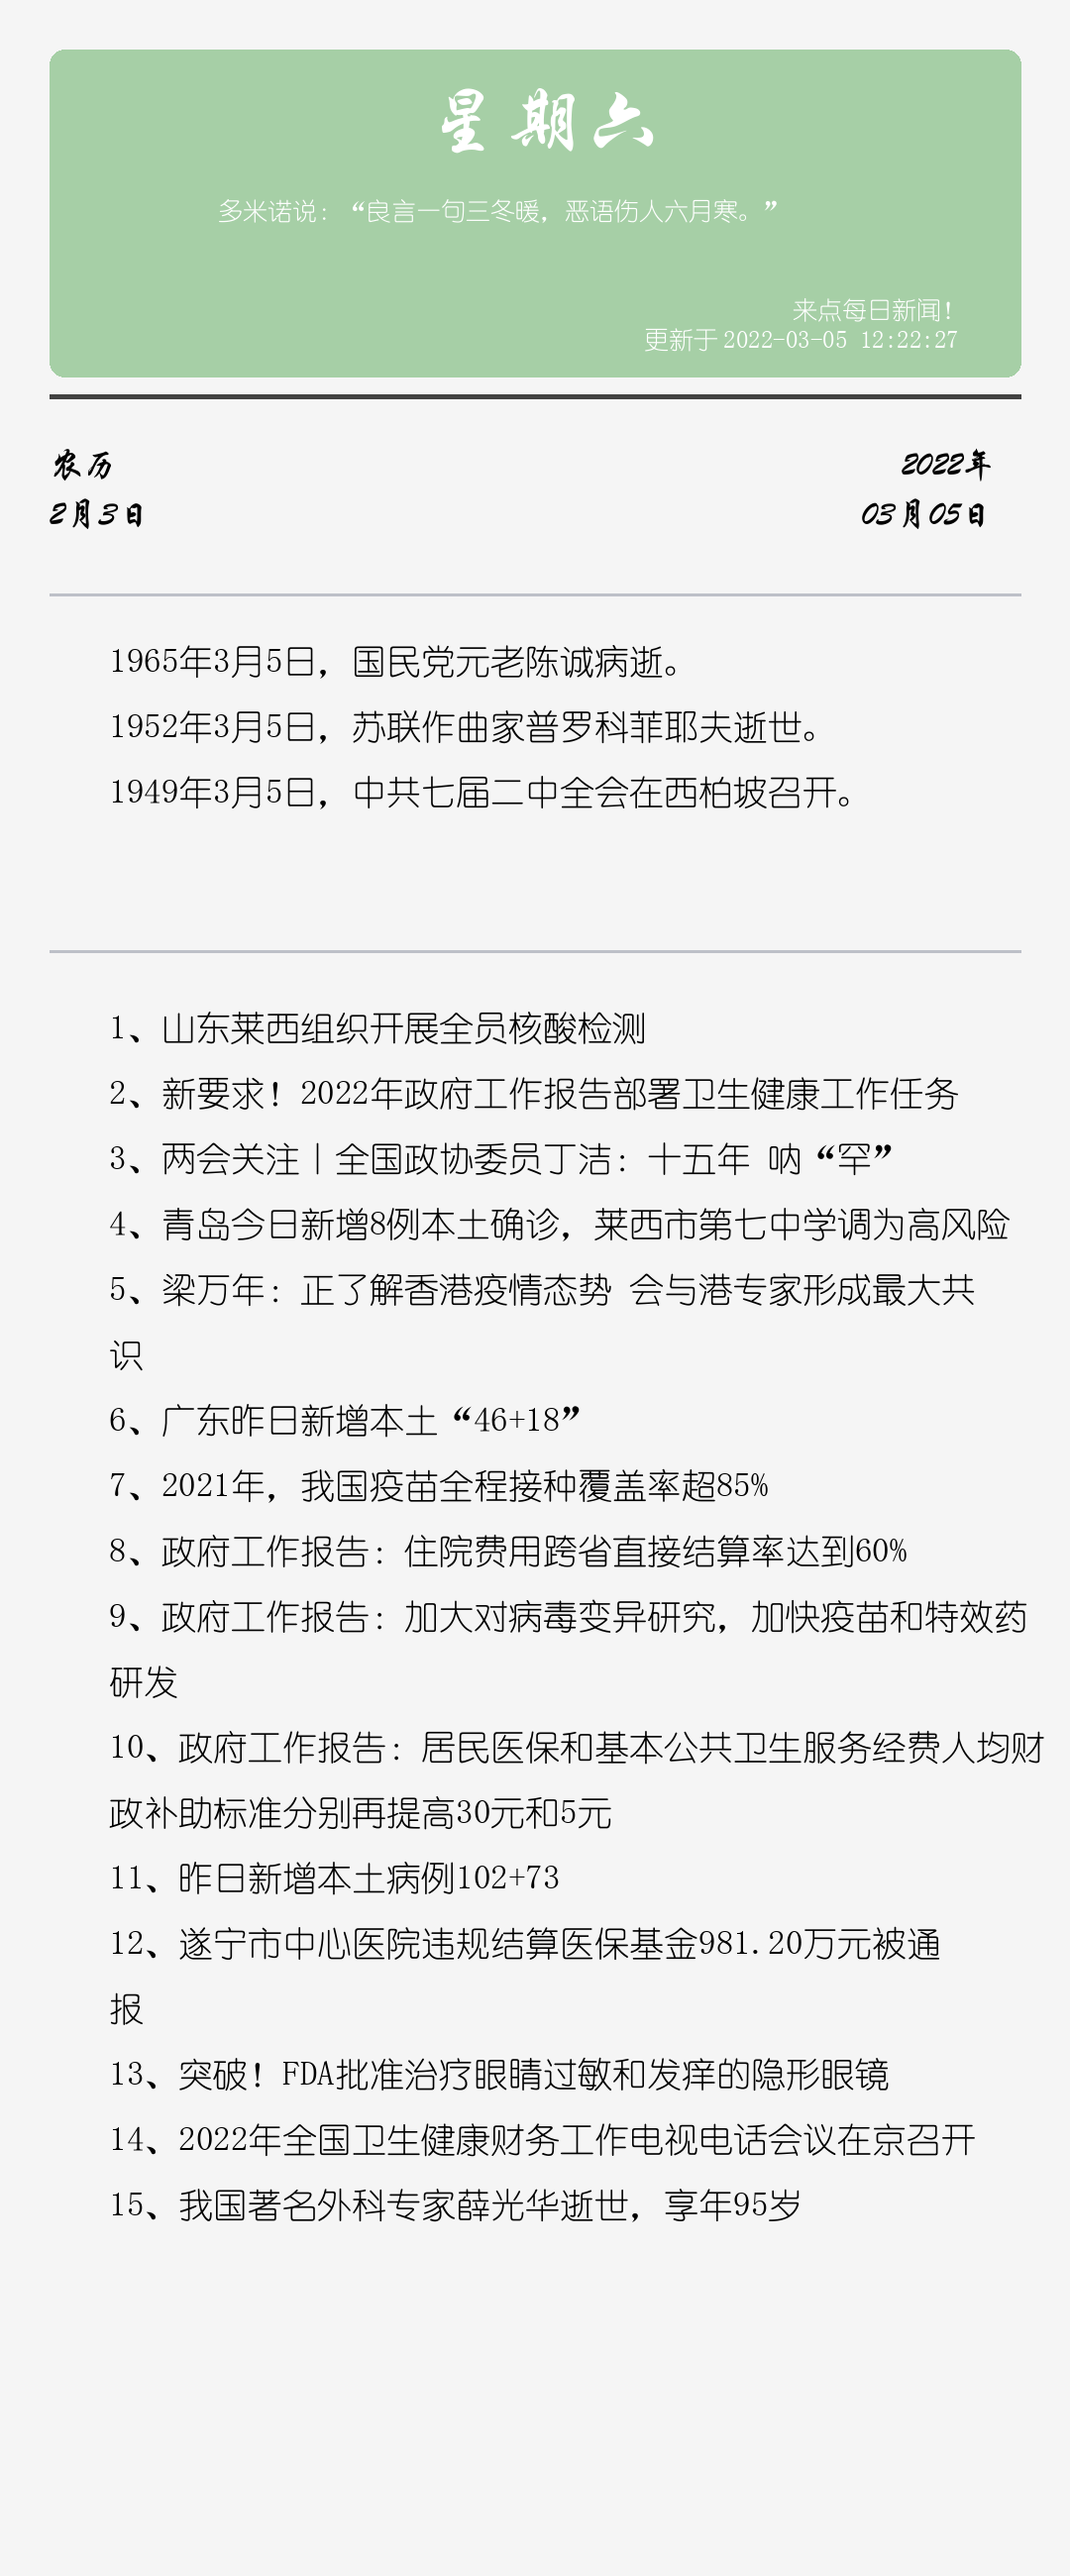 星期六
多米诺说：“良言一句三冬暖，恶语伤人六月寒。”
来点每日新闻！
更新于 2022-03-05 12:22:27
农历
2022年
2月3日
03月05日
1965年3月5日，国民党元老陈诚病逝。
1952年3月5日，苏联作曲家普罗科菲耶夫逝世。
1949年3月5日，中共七届二中全会在西柏坡召开。
1、山东莱西组织开展全员核酸检测
2、新要求！2022年政府工作报告部署卫生健康工作任务
3、两会关注丨全国政协委员丁洁：十五年 呐“罕”
4、青岛今日新增8例本土确诊，莱西市第七中学调为高风险
5、梁万年：正了解香港疫情态势 会与港专家形成最大共
识
6、广东昨日新增本土“46+18”
7、2021年，我国疫苗全程接种覆盖率超85%
8、政府工作报告：住院费用跨省直接结算率达到60%
9、政府工作报告：加大对病毒变异研究，加快疫苗和特效药
研发
10、政府工作报告：居民医保和基本公共卫生服务经费人均财
政补助标准分别再提高30元和5元
11、昨日新增本土病例102+73
12、遂宁市中心医院违规结算医保基金981.20万元被通
报
13、突破！FDA批准治疗眼睛过敏和发痒的隐形眼镜
14、2022年全国卫生健康财务工作电视电话会议在京召开
15、我国著名外科专家薛光华逝世，享年95岁